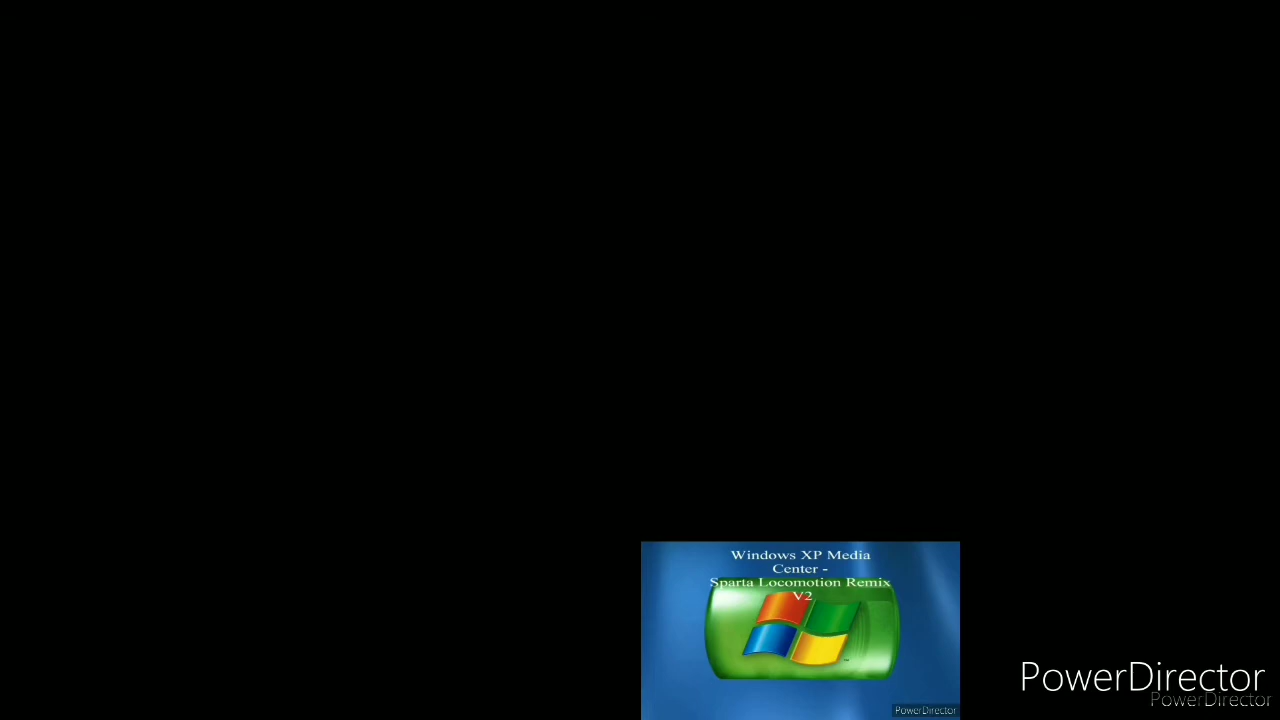 Windows XP Media
Center -
Sparta Locomotion Remix
V2
PowerDirector
PowerDirector
PowerDirector